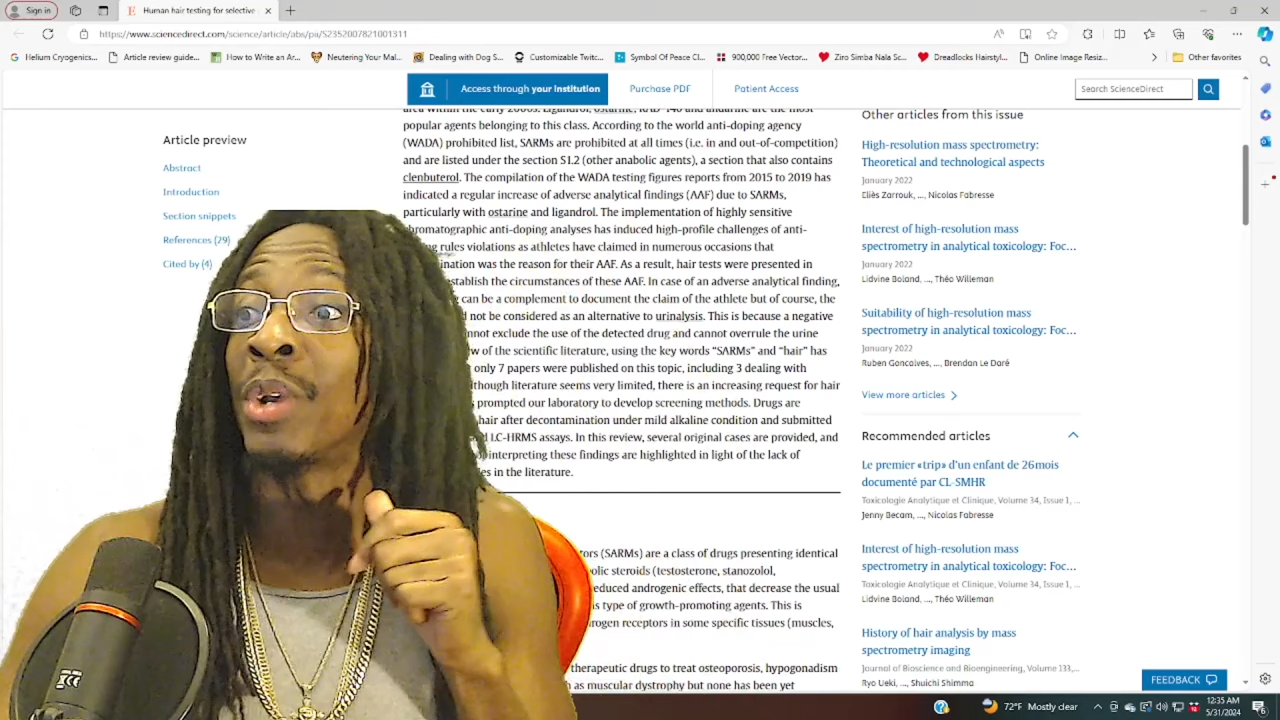 Sign in
Human hair testing for selective
https://www.sciencedirect.com/science/article/abs/pii/S2352007821001311
Helium Cryogenics...
Article review guide...
How to Write an Ar...
Neutering Your Mal...
Dealing with Dog S...
Customizable Twitc...
Symbol Of Peace Cl...
900,000 Free Vector...
Ziro Simba Nala Sc...
Dreadlocks Hairstyl...
Online Image Resiz...
Other favorites
Access through your institution
Purchase PDF
Patient Access
Search ScienceDirect
Article preview
Abstract
Introduction
Section snippets
References (29)
Cited by (4)
area within the early 2000s. Ligandrol, ostarine, RAD-140 and andarine are the most
popular agents belonging to this class. According to the world anti-doping agency
(WADA) prohibited list, SARMs are prohibited at all times (i.e. in and out-of-competition)
and are listed under the section S1.2 (other anabolic agents), a section that also contains
clenbuterol. The compilation of the WADA testing figures reports from 2015 to 2019 has
indicated a regular increase of adverse analytical findings (AAF) due to SARMs,
particularly with ostarine and ligandrol. The implementation of highly sensitive
chromatographic anti-doping analyses has induced high-profile challenges of anti-
rules violations as athletes have claimed in numerous occasions that
ination was the reason for their AAF. As a result, hair tests were presented in
establish the circumstances of these AAF. In case of an adverse analytical finding,
can be a complement to document the claim of the athlete but of course, the
not be considered as an alternative to urinalysis. This is because a negative
nnot exclude the use of the detected drug and cannot overrule the urine
w of the scientific literature, using the key words “SARMs” and “hair” has
only 7 papers were published on this topic, including 3 dealing with
though literature seems very limited, there is an increasing request for hair
prompted our laboratory to develop screening methods. Drugs are
hair after decontamination under mild alkaline condition and submitted
LC-HRMS assays. In this review, several original cases are provided, and
interpreting these findings are highlighted in light of the lack of
es in the literature.
tors (SARMs) are a class of drugs presenting identical
olic steroids (testosterone, stanozolol,
educed androgenic effects, that decrease the usual
is type of growth-promoting agents. This is
rogen receptors in some specific tissues (muscles,
therapeutic drugs to treat osteoporosis, hypogonadism
h as muscular dystrophy but none has been yet
Other articles from this issue
High-resolution mass spectrometry:
Theoretical and technological aspects
January 2022
Eliès Zarrouk, ..., Nicolas Fabresse
Interest of high-resolution mass
spectrometry in analytical toxicology: Foc...
January 2022
Lidvine Boland, ..., Théo Willeman
Suitability of high-resolution mass
spectrometry in analytical toxicology: Foc...
January 2022
Ruben Goncalves, ..., Brendan Le Daré
View more articles
Recommended articles
Le premier «trip» d’un enfant de 26mois
documenté par CL-SMHR
Toxicologie Analytique et Clinique, Volume 34, Issue 1, ...
Jenny Becam, ..., Nicolas Fabresse
Interest of high-resolution mass
spectrometry in analytical toxicology: Foc...
Toxicologie Analytique et Clinique, Volume 34, Issue 1, ...
Lidvine Boland, ..., Théo Willeman
History of hair analysis by mass
spectrometry imaging
Journal of Bioscience and Bioengineering, Volume 133,...
Ryo Ueki, ..., Shuichi Shimma
FEEDBACK
72°F Mostly clear
12:35 AM
5/31/2024